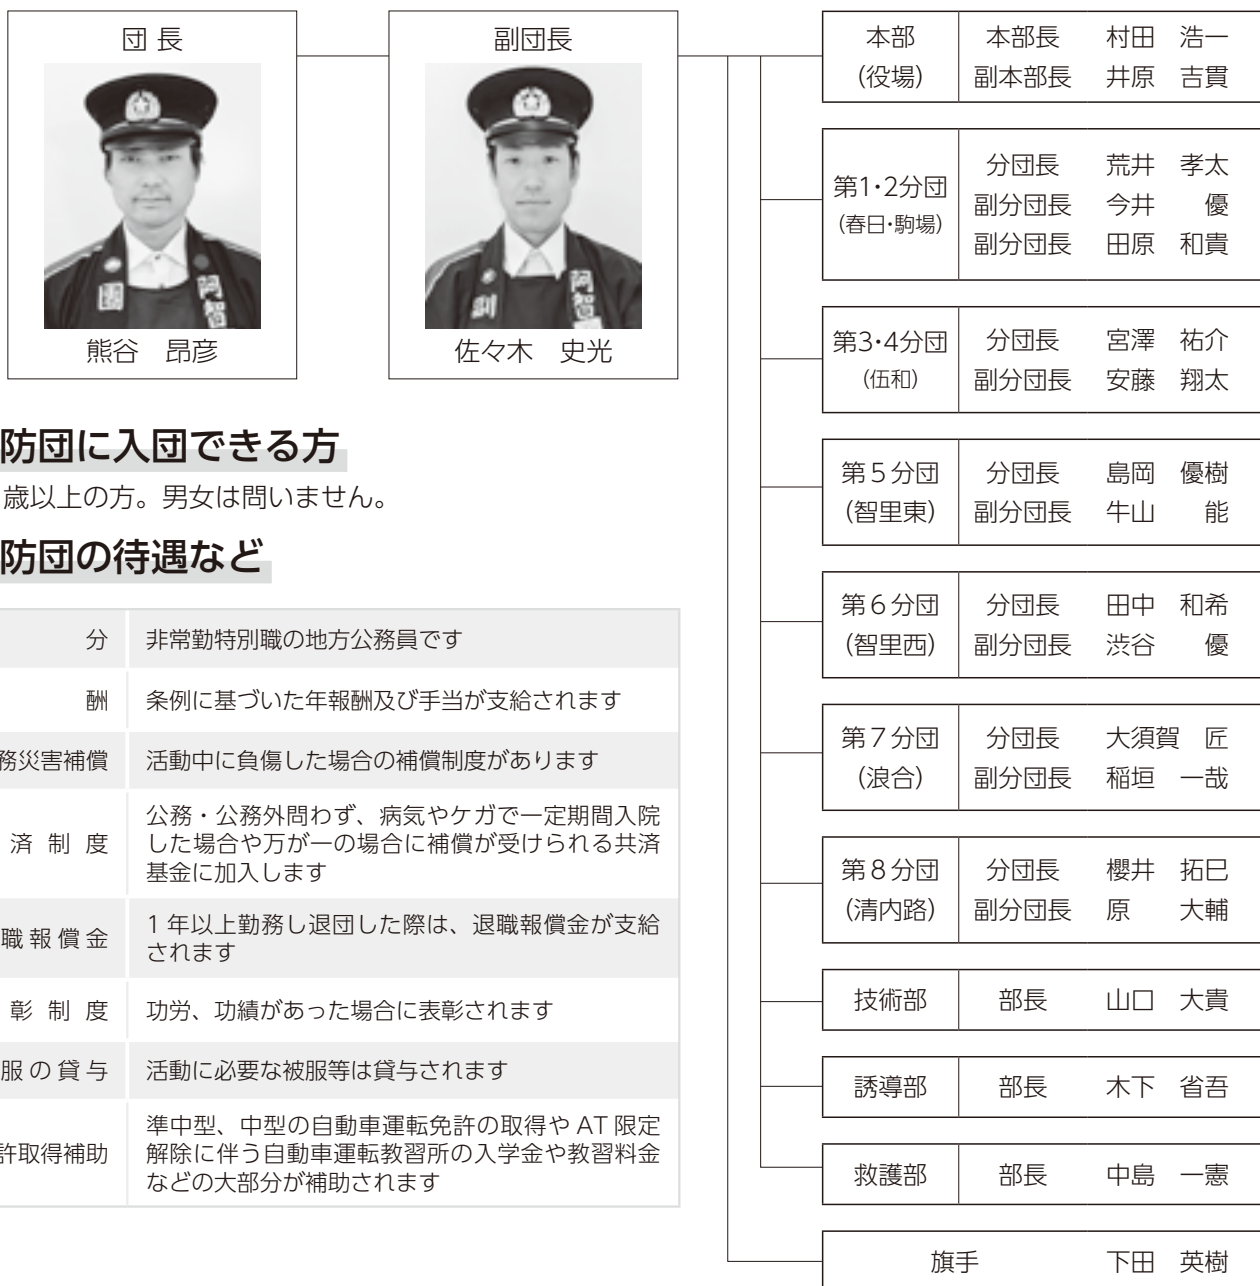 団 長
熊谷　昂彦
副団長
佐々木　史光
防団に入団できる方
歳以上の方。男女は問いません。
防団の待遇など
分　非常勤特別職の地方公務員です
酬　条例に基づいた年報酬及び手当が支給されます
務災害補償　活動中に負傷した場合の補償制度があります
済 制 度　公務・公務外問わず、病気やケガで一定期間入院
した場合や万が一の場合に補償が受けられる共済
基金に加入します
職 報 償 金　1 年以上勤務し退団した際は、退職報償金が支給
されます
彰 制 度　功労、功績があった場合に表彰されます
服 の 貸 与　活動に必要な被服等は貸与されます
許取得補助　準中型、中型の自動車運転免許の取得や AT 限定
解除に伴う自動車運転教習所の入学金や教習料金
などの大部分が補助されます
本部　本部長　村田　浩一
(役場)　副本部長　井原　吉貫
第1・2分団
(春日・駒場)
分団長　荒井　孝太
副分団長　今井　優
副分団長　田原　和貴
第3・4分団　分団長　宮澤　祐介
(伍和)　副分団長　安藤　翔太
第5分団　分団長　島岡　優樹
(智里東)　副分団長　牛山　能
第6分団　分団長　田中　和希
(智里西)　副分団長　渋谷　優
第7分団　分団長　大須賀　匠
(浪合)　副分団長　稲垣　一哉
第8分団　分団長　櫻井　拓巳
(清内路)　副分団長　原　大輔
技術部　部長　山口　大貴
誘導部　部長　木下　省吾
救護部　部長　中島　一憲
旗手　下田　英樹